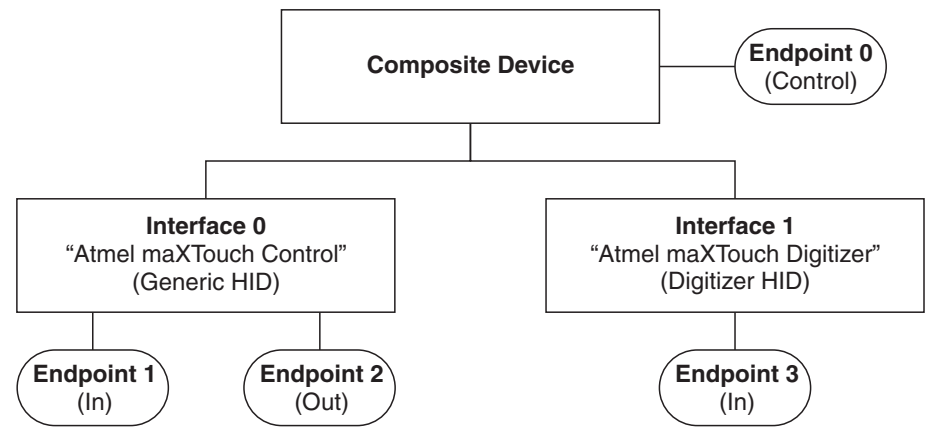 Composite Device
Endpoint 0
(Control)
Interface 0
“Atmel maXTouch Control”
(Generic HID)
Interface 1
“Atmel maXTouch Digitizer”
(Digitizer HID)
Endpoint 1
(In)
Endpoint 2
(Out)
Endpoint 3
(In)